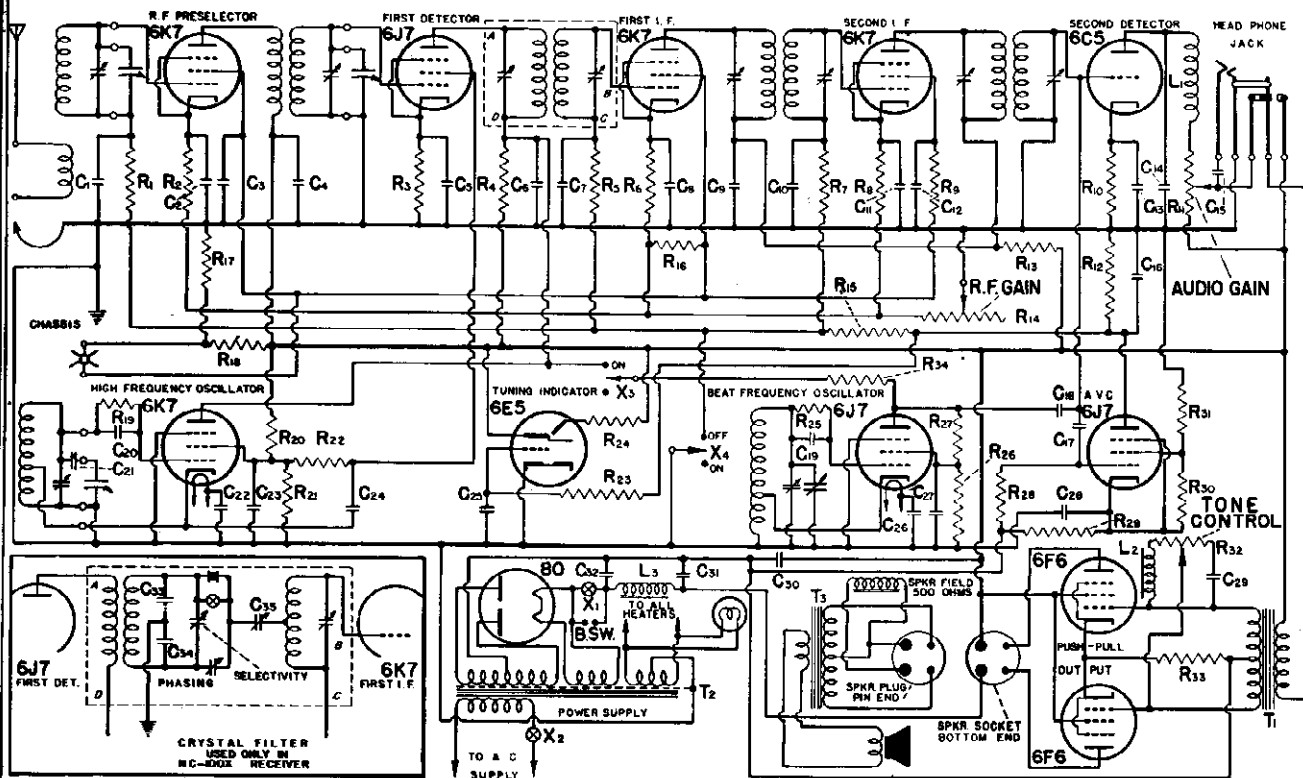 R.F PRESELECTOR
6K7
FIRST DETECTOR
6J7
FIRST I.F.
6K7
SECOND I F
6K7
SECOND DETECTOR
6C5
HEAD PHONE
JACK
A
B
D
C
L1
C1
R1
R2
C2
C3
C4
R3
C5
R4
C6
C7
R5
R6
C8
C9
C10
R7
R8
C11
R9
C12
R10
C13
C14
R11
C15
R17
R16
R13
R12
C16
R15
R.F. GAIN
R14
AUDIO GAIN
CHASSIS
R18
ON
X3
R34
HIGH FREQUENCY OSCILLATOR
6K7
TUNING INDICATOR
6E5
BEAT FREQUENCY OSCILLATOR
6J7
C18
A V C
6J7
R19
C20
C21
R20
R22
R21
C22
C23
C24
R24
R23
C25
OFF
X4
ON
R25
C19
R27
R26
C26
C27
C17
R28
C28
R29
R31
R30
TONE
CONTROL
R32
L2
C29
6J7
FIRST DET.
A
D
C33
C34
C35
PHASING
SELECTIVITY
B
C
6K7
FIRST I.F.
CRYSTAL FILTER
USED ONLY IN
NC-100X RECEIVER
80
C32
L3
C31
X1
B.SW.
TO ALL
HEATERS
T2
POWER SUPPLY
X2
TO A C
SUPPLY
C30
SPKR FIELD
500 OHMS
T3
SPKR PLUG
PIN END
SPKR SOCKET
BOTTOM END
6F6
PUSH-PULL
OUT PUT
R33
6F6
T1